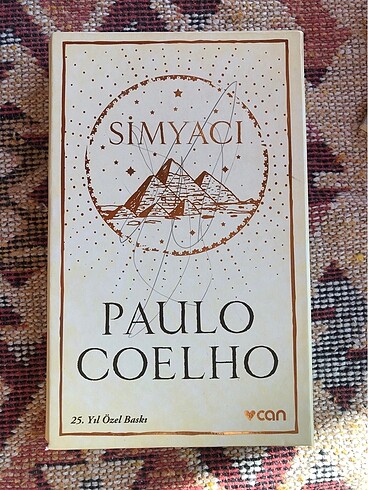 SİMYACI
PAULO
COELHO
25. Yıl Özel Baskı
can